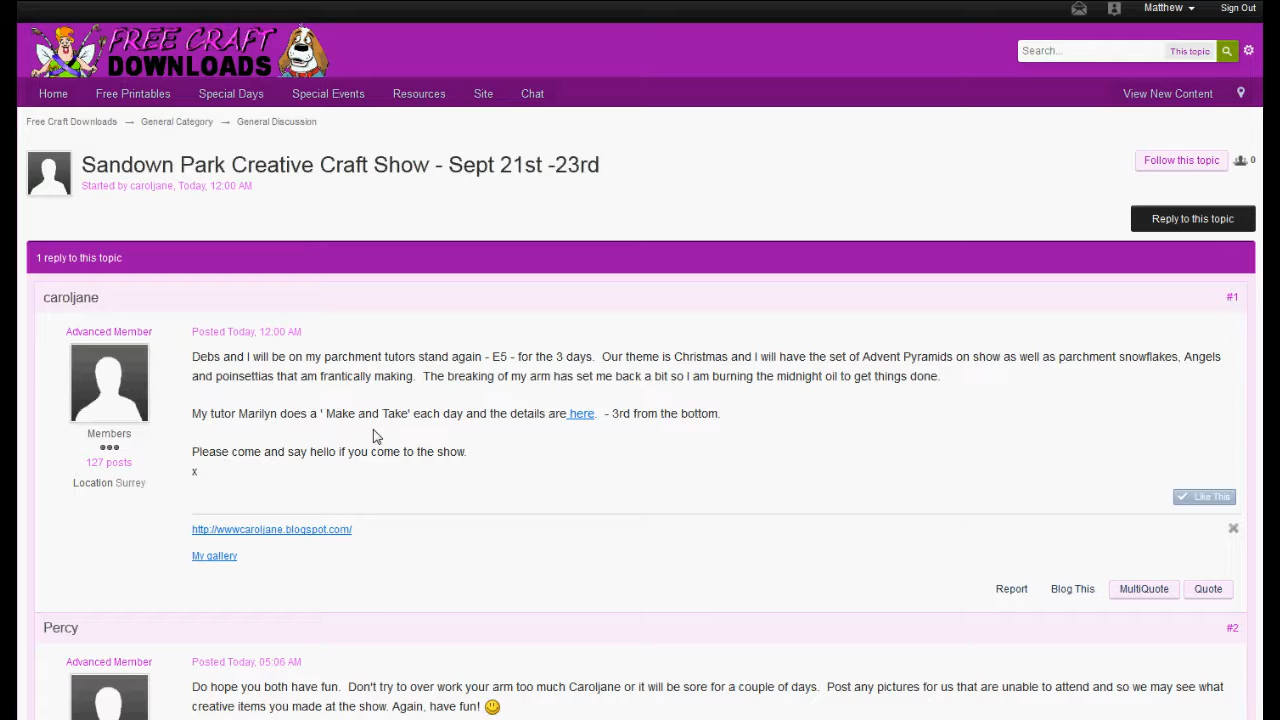 Matthew Sign Out
FREE CRAFT
DOWNLOADS
Search... This topic
Home Free Printables Special Days Special Events Resources Site Chat View New Content
Free Craft Downloads → General Category → General Discussion
Sandown Park Creative Craft Show - Sept 21st -23rd
Started by caroljane, Today, 12:00 AM
Follow this topic 0
Reply to this topic
1 reply to this topic
caroljane #1
Advanced Member
Members
127 posts
Location Surrey
Posted Today, 12:00 AM
Debs and I will be on my parchment tutors stand again - E5 - for the 3 days. Our theme is Christmas and I will have the set of Advent Pyramids on show as well as parchment snowflakes, Angels
and poinsettias that am frantically making. The breaking of my arm has set me back a bit so I am burning the midnight oil to get things done.
My tutor Marilyn does a ' Make and Take' each day and the details are here. - 3rd from the bottom.
Please come and say hello if you come to the show.
x
Like This
http://wwwcaroljane.blogspot.com/
My gallery
Report Blog This MultiQuote Quote
Percy #2
Advanced Member
Posted Today, 05:06 AM
Do hope you both have fun. Don't try to over work your arm too much Caroljane or it will be sore for a couple of days. Post any pictures for us that are unable to attend and so we may see what
creative items you made at the show. Again, have fun!